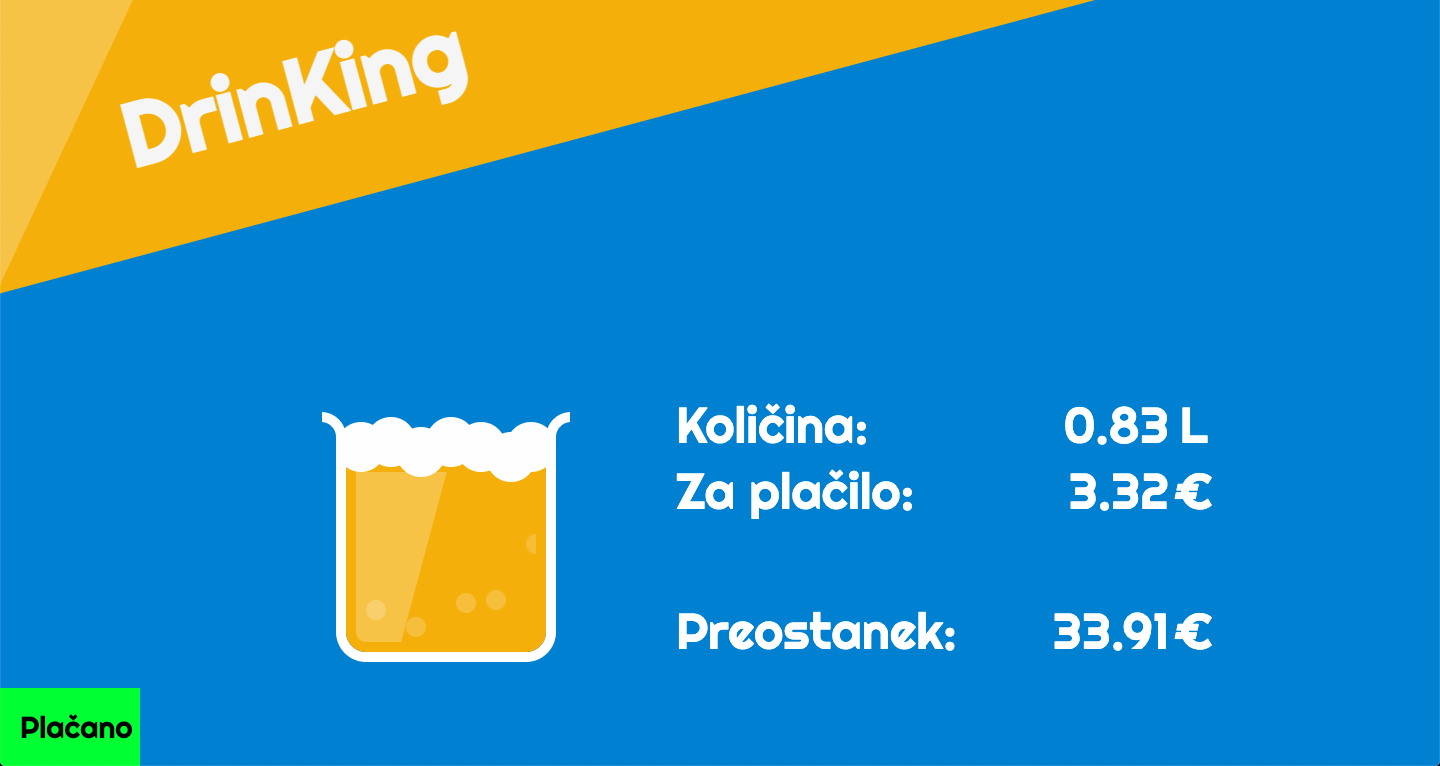 DrinKing
Količina: 0.83 L
Za plačilo: 3.32€
Preostanek: 33.91€
Plačano